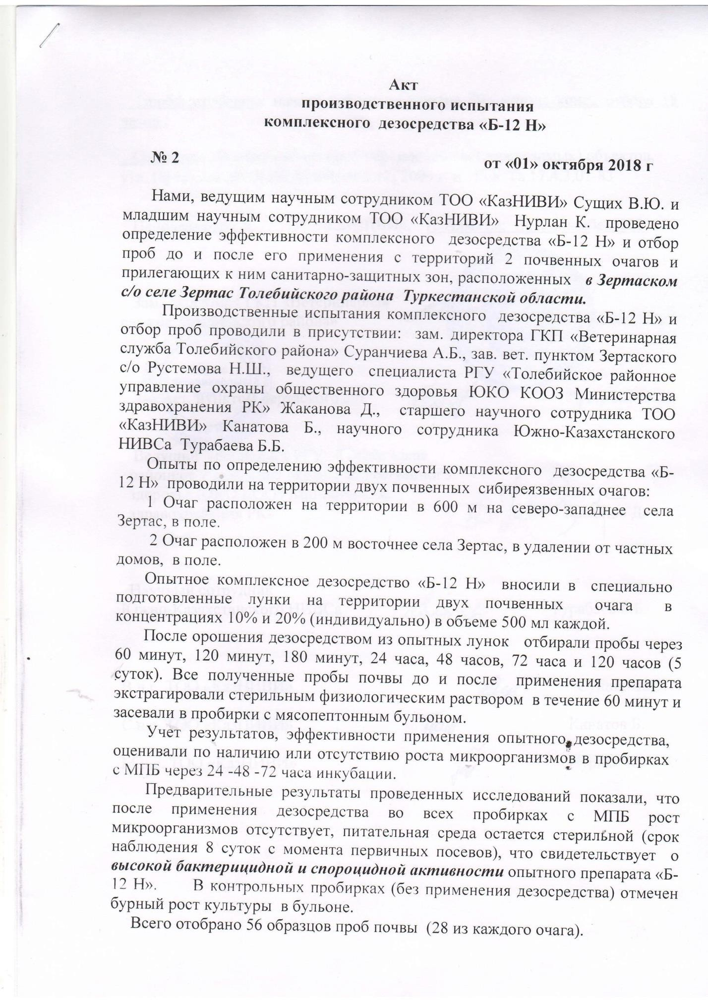 Акт
производственного испытания
комплексного дезосредства «Б-12 Н»
№ 2
от «01» октября 2018 г
Нами, ведущим научным сотрудником ТОО «КазНИВИ» Сущих В.Ю. и
младшим научным сотрудником ТОО «КазНИВИ» Нурлан К. проведено
определение эффективности комплексного дезосредства «Б-12 Н» и отбор
проб до и после его применения с территорий 2 почвенных очагов и
прилегающих к ним санитарно-защитных зон, расположенных в Зертаском
с/о селе Зертас Толебийского района Туркестанской области.
Производственные испытания комплексного дезосредства «Б-12 Н» и
отбор проб проводили в присутствии: зам. директора ГКП «Ветеринарная
служба Толебийского района» Суранчиева А.Б., зав. вет. пунктом Зертаского
с/о Рустемова Н.Ш., ведущего специалиста РГУ «Толебийское районное
управление охраны общественного здоровья ЮКО КООЗ Министерства
здравохранения РК» Жаканова Д., старшего научного сотрудника ТОО
«КазНИВИ» Канатова Б., научного сотрудника Южно-Казахстанского
НИВСа Турабаева Б.Б.
Опыты по определению эффективности комплексного дезосредства «Б-
12 Н» проводили на территории двух почвенных сибиреязвенных очагов:
1 Очаг расположен на территории в 600 м на северо-западнее села
Зертас, в поле.
2 Очаг расположен в 200 м восточнее села Зертас, в удалении от частных
домов, в поле.
Опытное комплексное дезосредство «Б-12 Н» вносили в специально
подготовленные лунки на территории двух почвенных очага в
концентрациях 10% и 20% (индивидуально) в объеме 500 мл каждой.
После орошения дезосредством из опытных лунок отбирали пробы через
60 минут, 120 минут, 180 минут, 24 часа, 48 часов, 72 часа и 120 часов (5
суток). Все полученные пробы почвы до и после применения препарата
экстрагировали стерильным физиологическим раствором в течение 60 минут и
засевали в пробирки с мясопептонным бульоном.
Учет результатов, эффективности применения опытного дезосредства,
оценивали по наличию или отсутствию роста микроорганизмов в пробирках
с МПБ через 24 -48 -72 часа инкубации.
Предварительные результаты проведенных исследований показали, что
после применения дезосредства во всех пробирках с МПБ рост
микроорганизмов отсутствует, питательная среда остается стерильной (срок
наблюдения 8 суток с момента первичных посевов), что свидетельствует о
высокой бактерицидной и спороцидной активности опытного препарата «Б-
12 Н». В контрольных пробирках (без применения дезосредства) отмечен
бурный рост культуры в бульоне.
Всего отобрано 56 образцов проб почвы (28 из каждого очага).